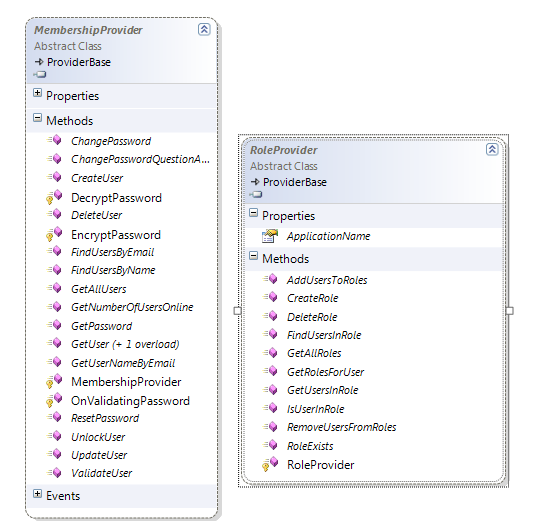 MembershipProvider
Abstract Class
ProviderBase
Properties
Methods
ChangePassword
ChangePasswordQuestionA...
CreateUser
DecryptPassword
DeleteUser
EncryptPassword
FindUsersByEmail
FindUsersByName
GetAllUsers
GetNumberOfUsersOnline
GetPassword
GetUser (+ 1 overload)
GetUserNameByEmail
MembershipProvider
OnValidatingPassword
ResetPassword
UnlockUser
UpdateUser
ValidateUser
Events
RoleProvider
Abstract Class
ProviderBase
Properties
ApplicationName
Methods
AddUsersToRoles
CreateRole
DeleteRole
FindUsersInRole
GetAllRoles
GetRolesForUser
GetUsersInRole
IsUserInRole
RemoveUsersFromRoles
RoleExists
RoleProvider